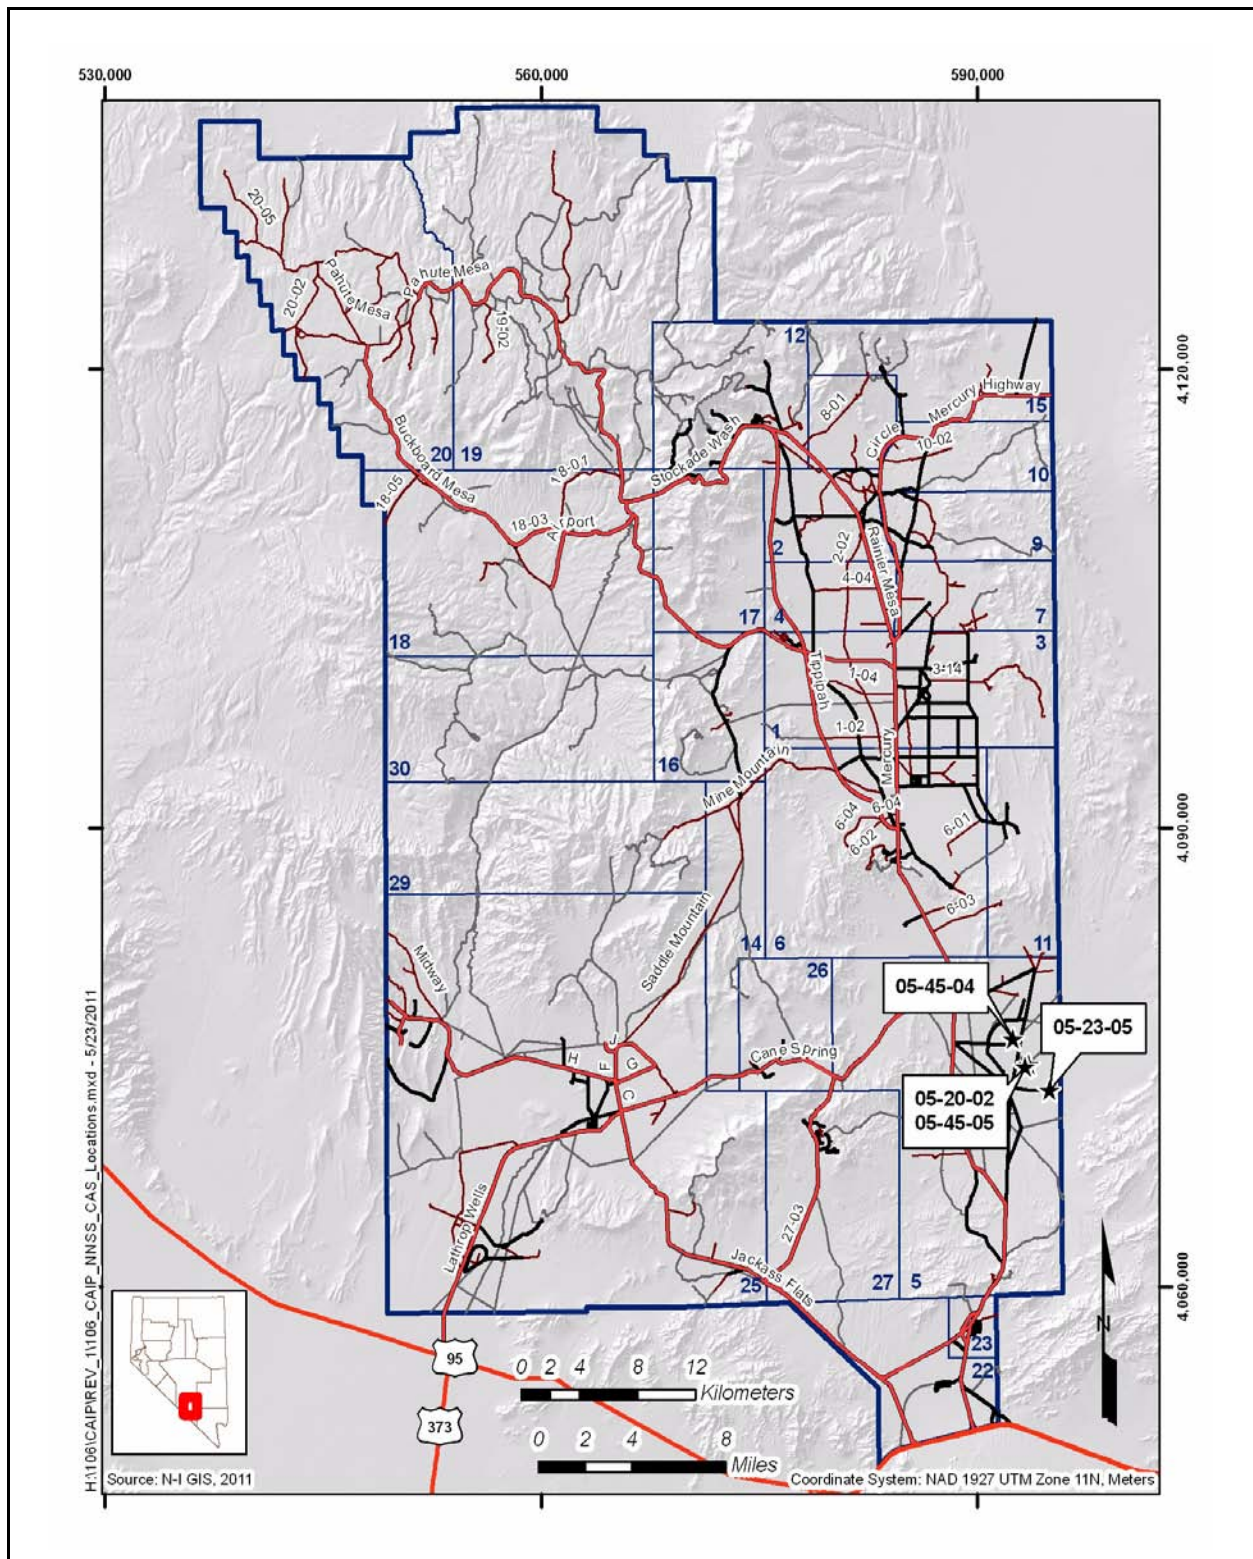 530,000
560,000
590,000
20-05
Pahute Mesa
Pahute Mesa
20-02
19-02
12
4,120,000
Mercury Highway
15
8-01
Circle
10-02
Buckboard Mesa
20
19
Stockade Wash
18-01
10
18-05
18-03
Airport
2
2-02
Rainier Mesa
9
4-04
17
4
7
18
3
Tippipah
1-04
3-14
1-02
1
Mercury
30
16
Mine Mountain
6-04
6-04
6-02
6-01
4,090,000
29
6-03
Saddle Mountain
14
6
11
Midway
26
05-45-04
05-23-05
J
H
F
G
Cane Spring
C
05-20-02
05-45-05
Lathrop Wells
27-03
Jackass Flats
25
27
5
4,060,000
23
22
N
95
373
0 2 4 8 12
Kilometers
0 2 4 8
Miles
H:\106\CAIP\REV_1\106_CAIP_NNSS_CAS_Locations.mxd - 5/23/2011
Source: N-I GIS, 2011
Coordinate System: NAD 1927 UTM Zone 11N, Meters